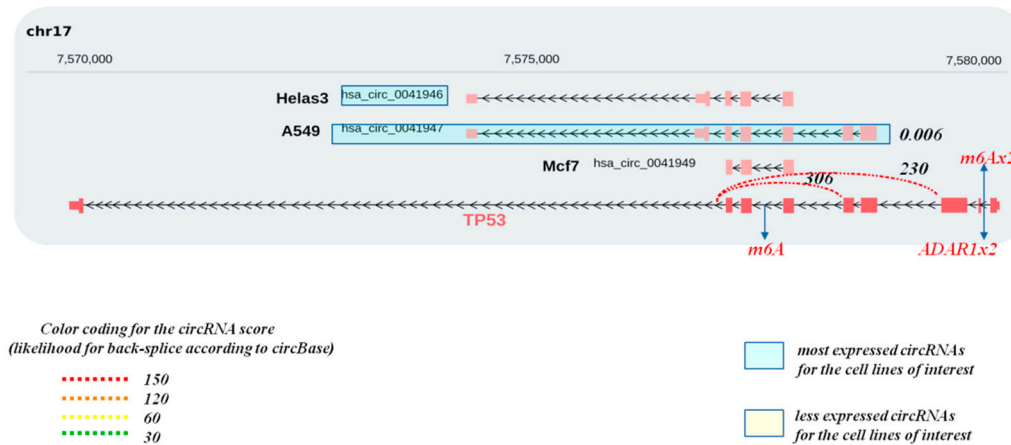 chr17
7,570,000 7,575,000 7,580,000
Helas3 hsa_circ_0041946
A549 hsa_circ_0041947 0.006
Mcf7 hsa_circ_0041949 230 m6Ax2
306
TP53
m6A ADAR1x2
Color coding for the circRNA score
(likelihood for back-splice according to circBase)
150
120
60
30
most expressed circRNAs
for the cell lines of interest
less expressed circRNAs
for the cell lines of interest